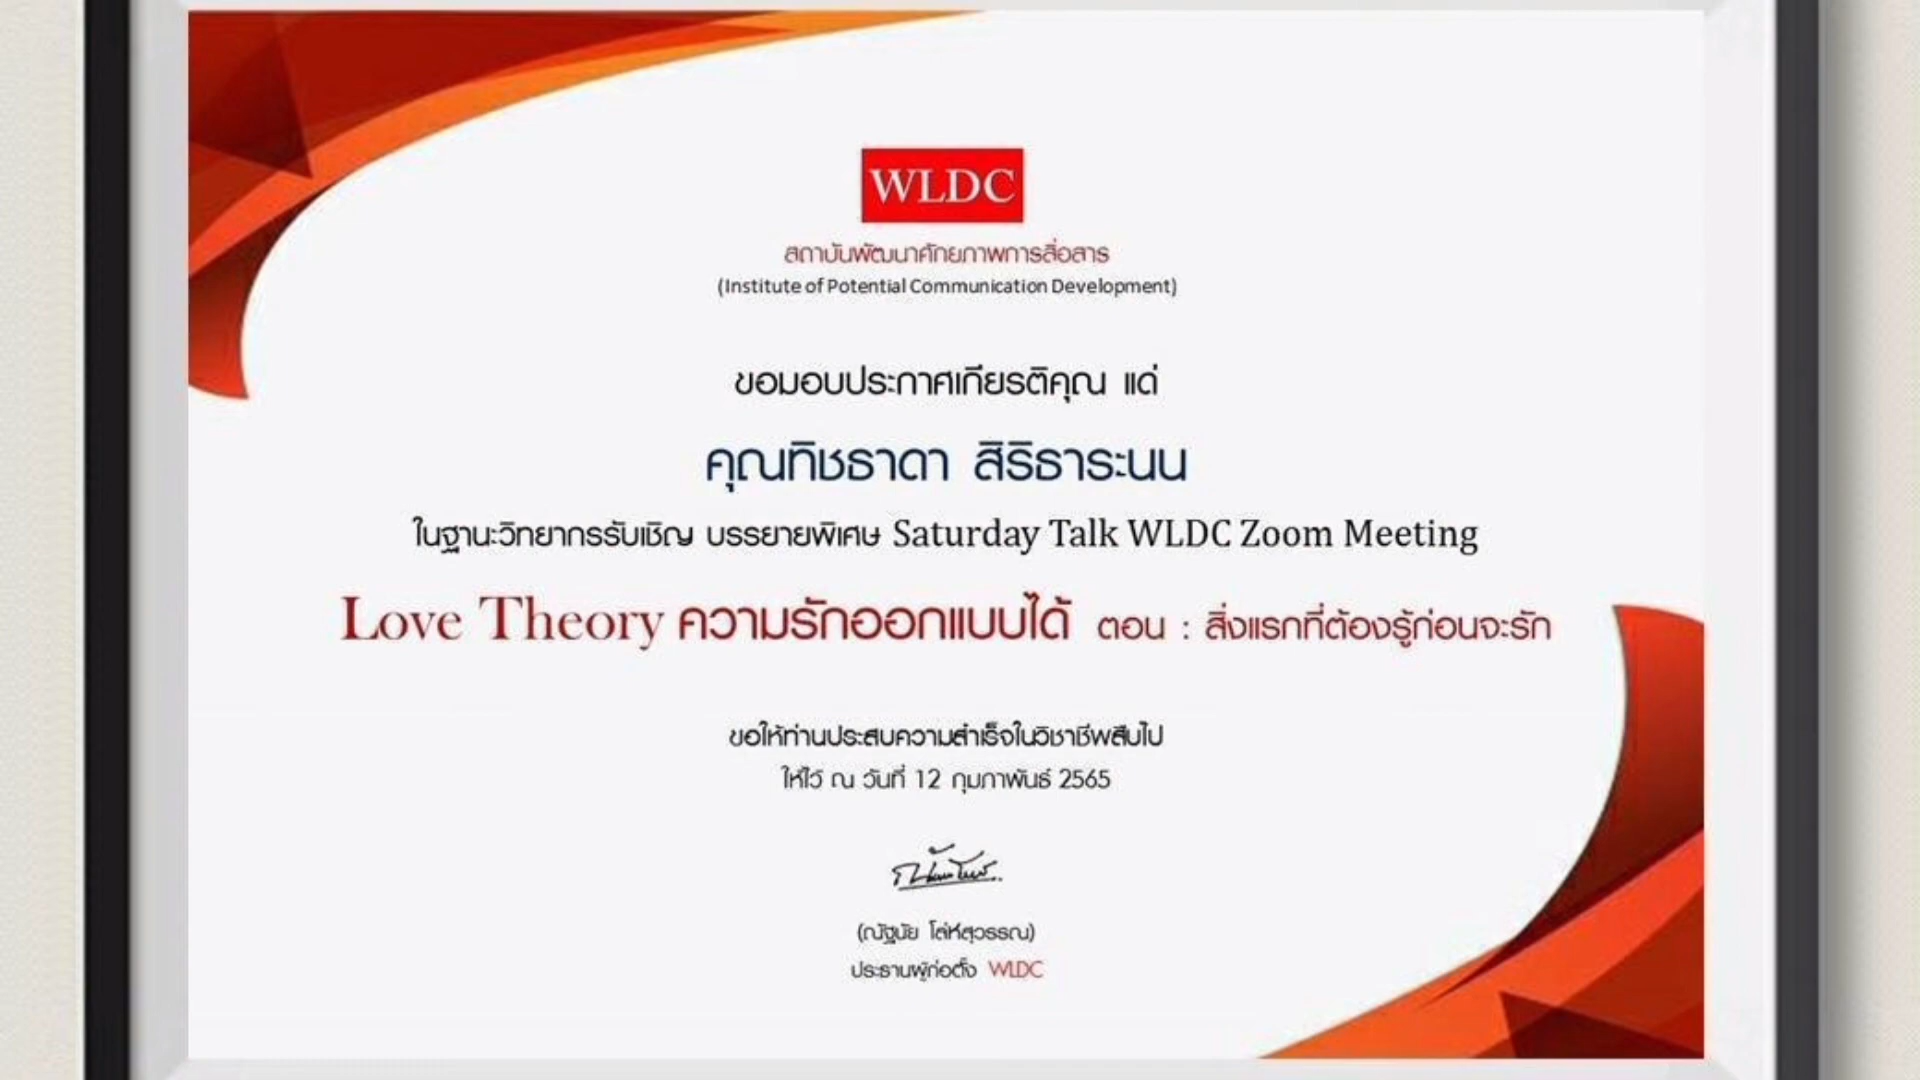 WLDC
สถาบันพัฒนาศักยภาพการสื่อสาร
(Institute of Potential Communication Development)
ขอมอบประกาศเกียรติคุณ แด่
คุณทิชธาดา สิริธาระนน
ในฐานะวิทยากรรับเชิญ บรรยายพิเศษ Saturday Talk WLDC Zoom Meeting
Love Theory ความรักออกแบบได้ ตอน : สิ่งแรกที่ต้องรู้ก่อนจะรัก
ขอให้ท่านประสบความสำเร็จในวิชาชีพสืบไป
ให้ไว้ ณ วันที่ 12 กุมภาพันธ์ 2565
(ณัฐนัย โล่ห์สุวรรณ)
ประธานผู้ก่อตั้ง WLDC